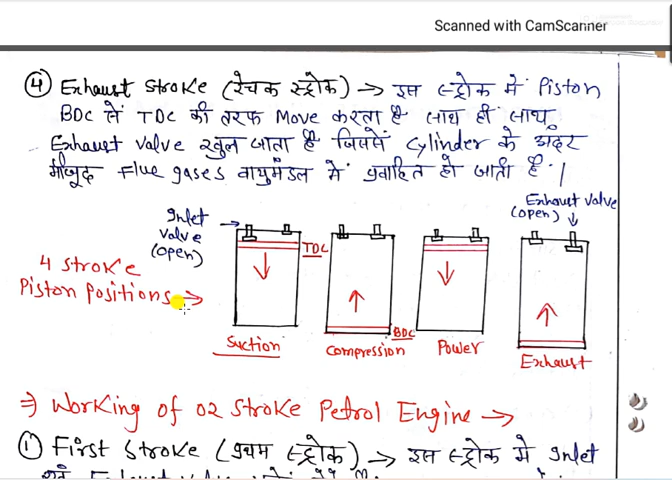 Scanned with CamScanner
④ Exhaust Stroke (रेचक स्ट्रोक) → इस स्ट्रोक मे Piston
BDC से TDC की तरफ Move करता है साथ ही साथ
Exhaust valve खुल जाता है जिससे cylinder के अंदर
मौजूद Flue gases वायुमंडल मे प्रवाहित हो जाती है।
Exhaust valve
(open)
Inlet
valve
(open)
TDC
4 Stroke
Piston Positions →
BDC
Suction
Compression
Power
Exhaust
⇒ Working of 02 Stroke Petrol Engine →
① First Stroke (प्रथम स्ट्रोक) → इस स्ट्रोक मे Inlet